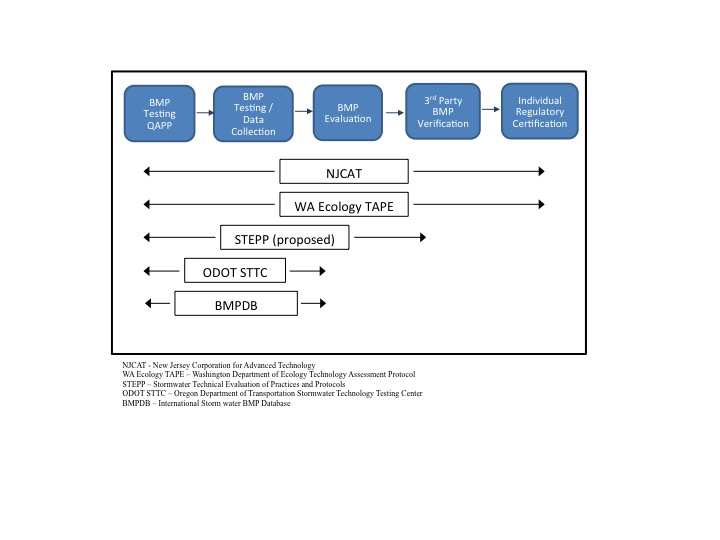 BMP
Testing
QAPP
BMP
Testing /
Data
Collection
BMP
Evaluation
3rd Party
BMP
Verification
Individual
Regulatory
Certification
NJCAT
WA Ecology TAPE
STEPP (proposed)
ODOT STTC
BMPDB
NJCAT - New Jersey Corporation for Advanced Technology
WA Ecology TAPE – Washington Department of Ecology Technology Assessment Protocol
STEPP – Stormwater Technical Evaluation of Practices and Protocols
ODOT STTC – Oregon Department of Transportation Stormwater Technology Testing Center
BMPDB – International Storm water BMP Database